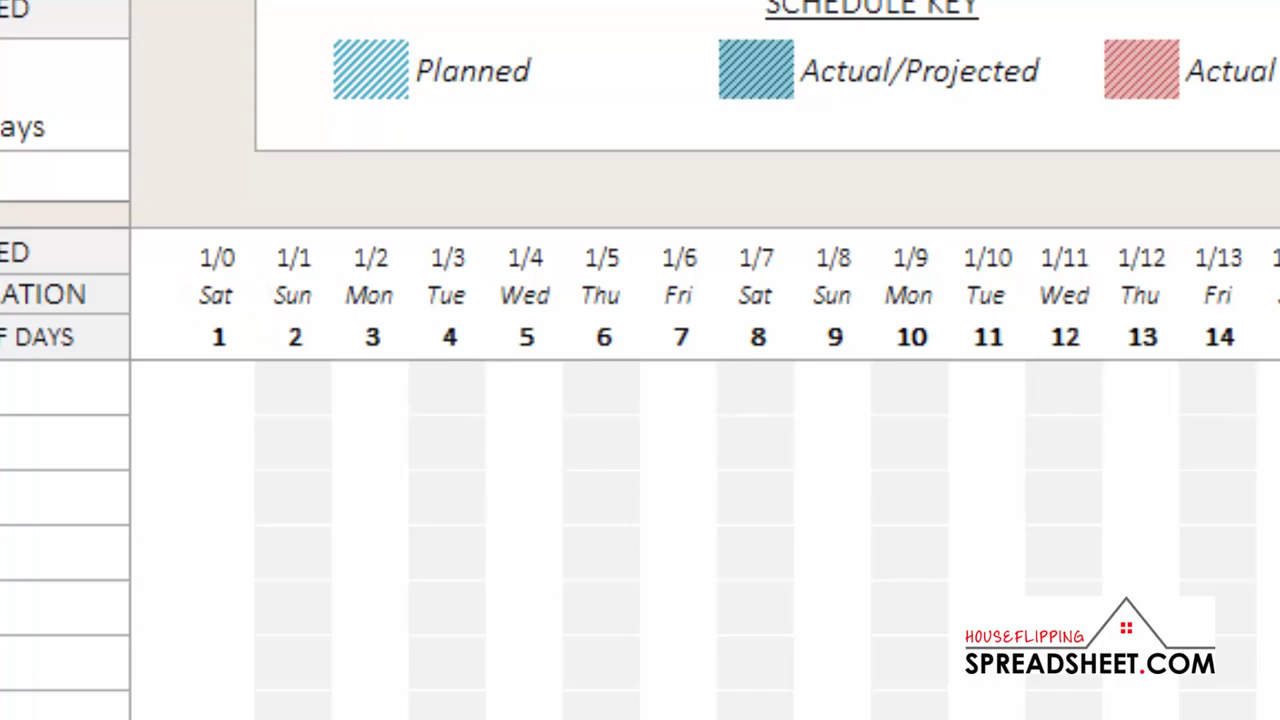 ED
SCHEDULE KEY
Planned
Actual/Projected
Actual
ays
ED
1/0 1/1 1/2 1/3 1/4 1/5 1/6 1/7 1/8 1/9 1/10 1/11 1/12 1/13
ATION
Sat Sun Mon Tue Wed Thu Fri Sat Sun Mon Tue Wed Thu Fri
F DAYS
1 2 3 4 5 6 7 8 9 10 11 12 13 14
HOUSEFLIPPING
SPREADSHEET.COM